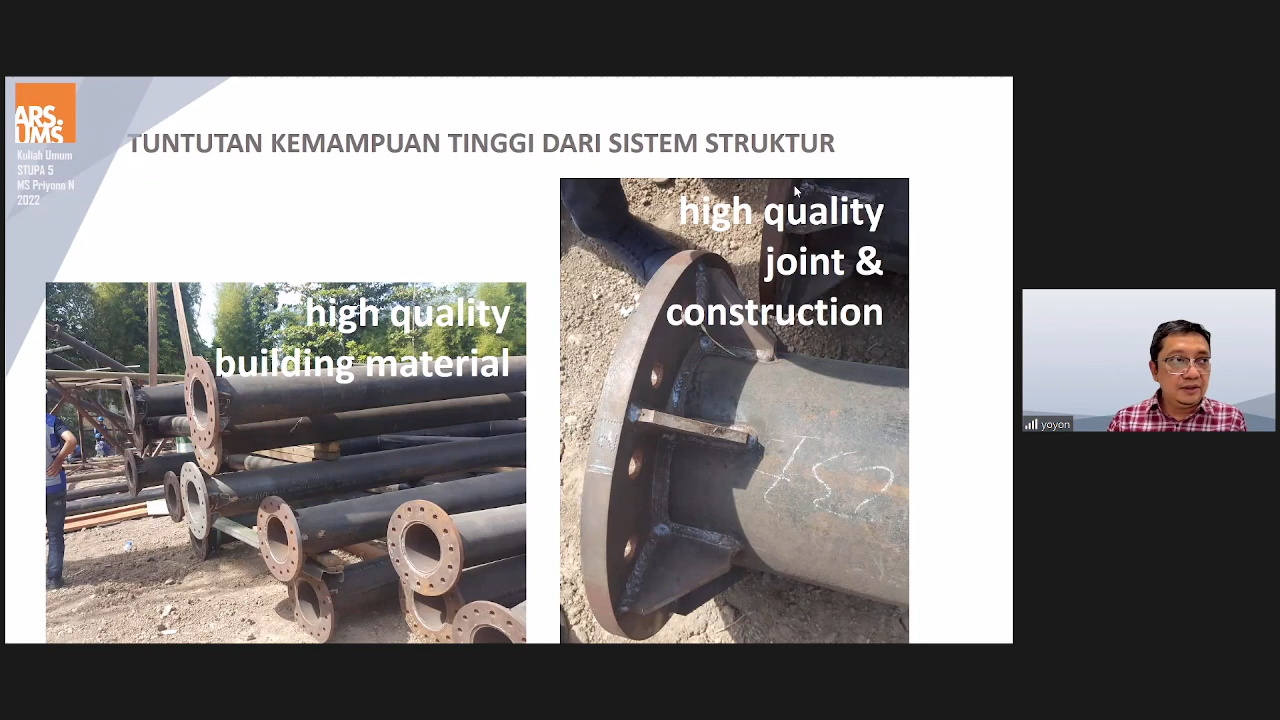 ARS.
UMS
Kuliah Umum
STUPA 5
MS Priyono N
2022
TUNTUTAN KEMAMPUAN TINGGI DARI SISTEM STRUKTUR
high quality
building material
high quality
joint &
construction
yoyon